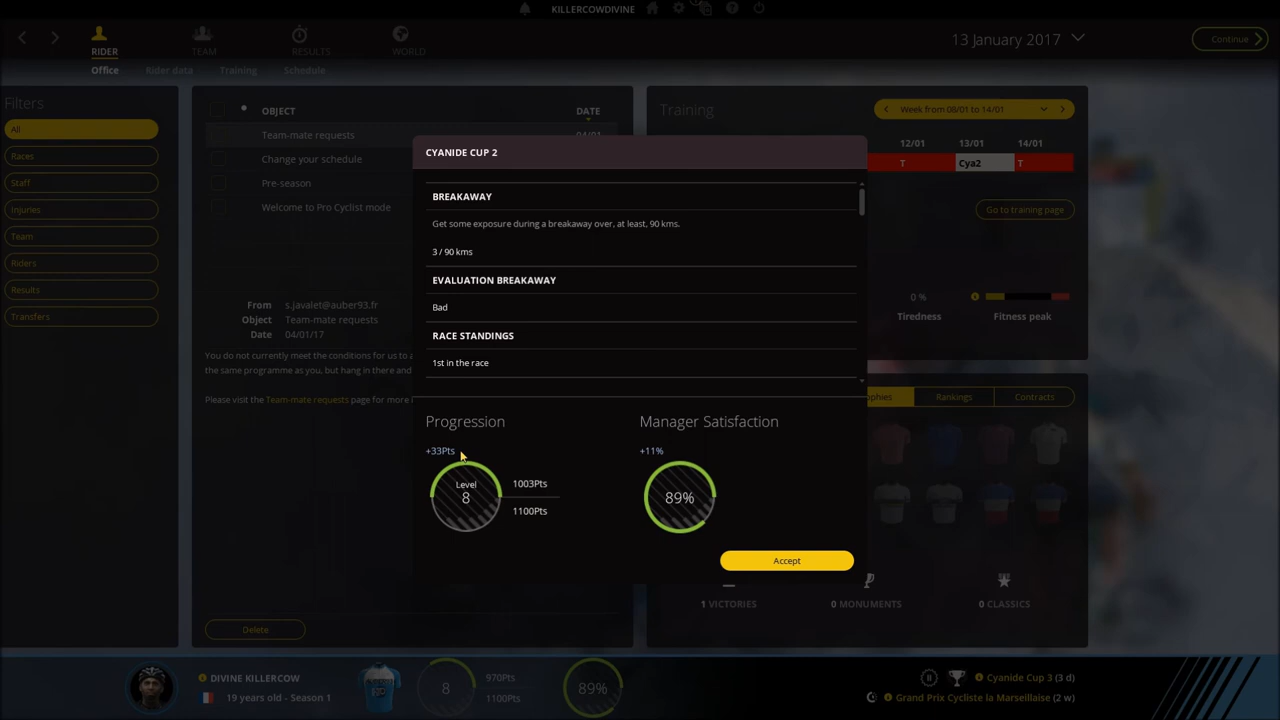 KILLERCOWDIVINE
RIDER
TEAM
RESULTS
WORLD
13 January 2017
Continue
Office
Rider data
Training
Schedule
Filters
All
Races
Staff
Injuries
Team
Riders
Results
Transfers
OBJECT
DATE
Team-mate requests
04/01
Change your schedule
Pre-season
Welcome to Pro Cyclist mode
From s.javalet@auber93.fr
Object Team-mate requests
Date 04/01/17
You do not currently meet the conditions for us to a
the same programme as you, but hang in there and
Please visit the Team-mate requests page for more
Delete
CYANIDE CUP 2
BREAKAWAY
Get some exposure during a breakaway over, at least, 90 kms.
3 / 90 kms
EVALUATION BREAKAWAY
Bad
RACE STANDINGS
1st in the race
Progression
+33Pts
Level
8
1003Pts
1100Pts
Manager Satisfaction
+11%
89%
Accept
Training
Week from 08/01 to 14/01
12/01 13/01 14/01
T Cya2 T
Go to training page
0 %
Tiredness
Fitness peak
Rankings
Contracts
1 VICTORIES
0 MONUMENTS
0 CLASSICS
DIVINE KILLERCOW
19 years old - Season 1
8
970Pts
1100Pts
89%
Cyanide Cup 3 (3 d)
Grand Prix Cycliste la Marseillaise (2 w)